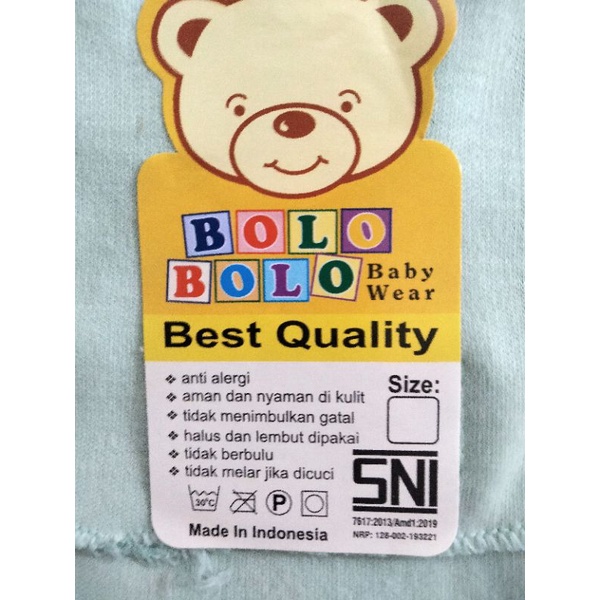 BOLO
BOLO Baby Wear
Best Quality
❖ anti alergi
❖ aman dan nyaman di kulit
❖ tidak menimbulkan gatal
❖ halus dan lembut dipakai
❖ tidak berbulu
❖ tidak melar jika dicuci
Size:
30°C
P
SNI
7617:2013/Amd1:2019
NRP: 128-002-193221
Made In Indonesia